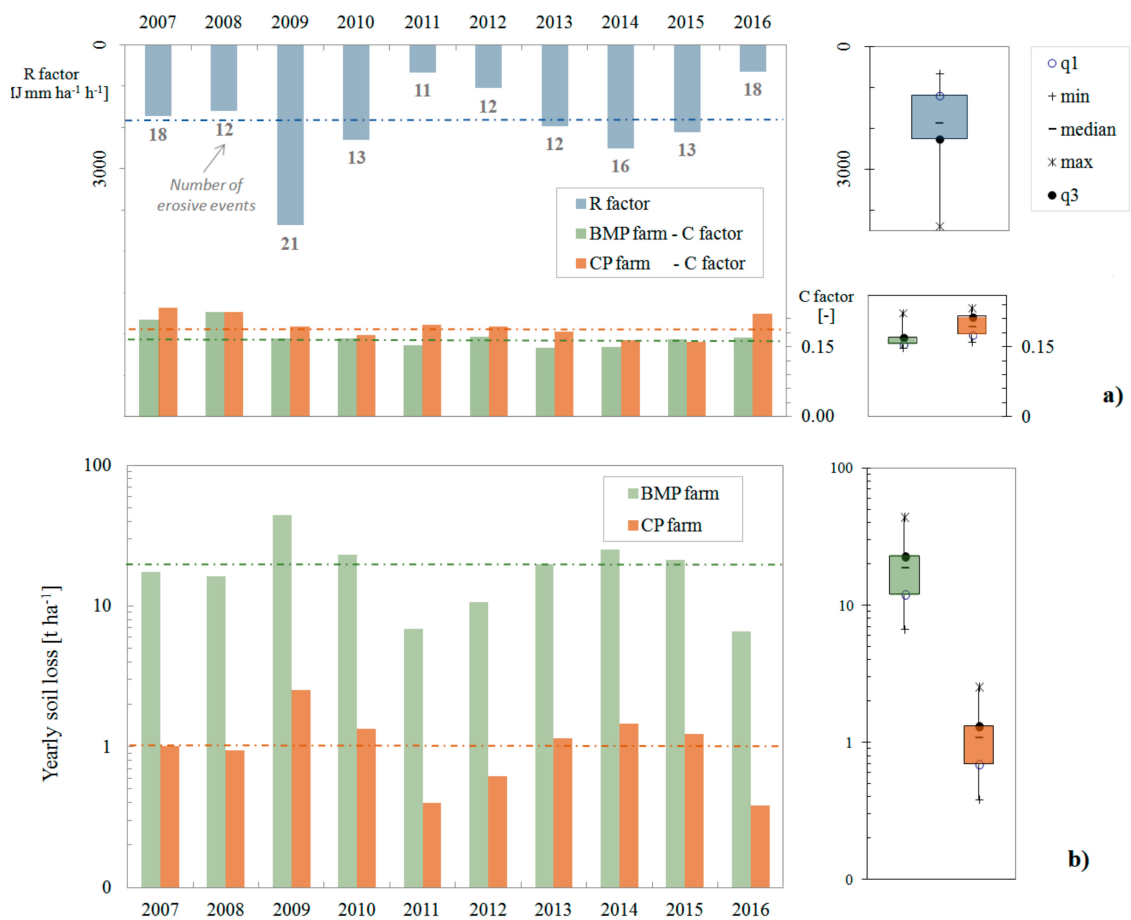 2007 2008 2009 2010 2011 2012 2013 2014 2015 2016
0
R factor
[J mm ha⁻¹ h⁻¹]
3000
18 12 21 13 11 12 12 16 13 18
Number of
erosive events
R factor
BMP farm - C factor
CP farm - C factor
C factor
[-]
0.15
0.00
0
3000
q1
min
median
max
q3
0.15
0
a)
100
10
1
0
Yearly soil loss [t ha⁻¹]
BMP farm
CP farm
2007 2008 2009 2010 2011 2012 2013 2014 2015 2016
100
10
1
0
b)